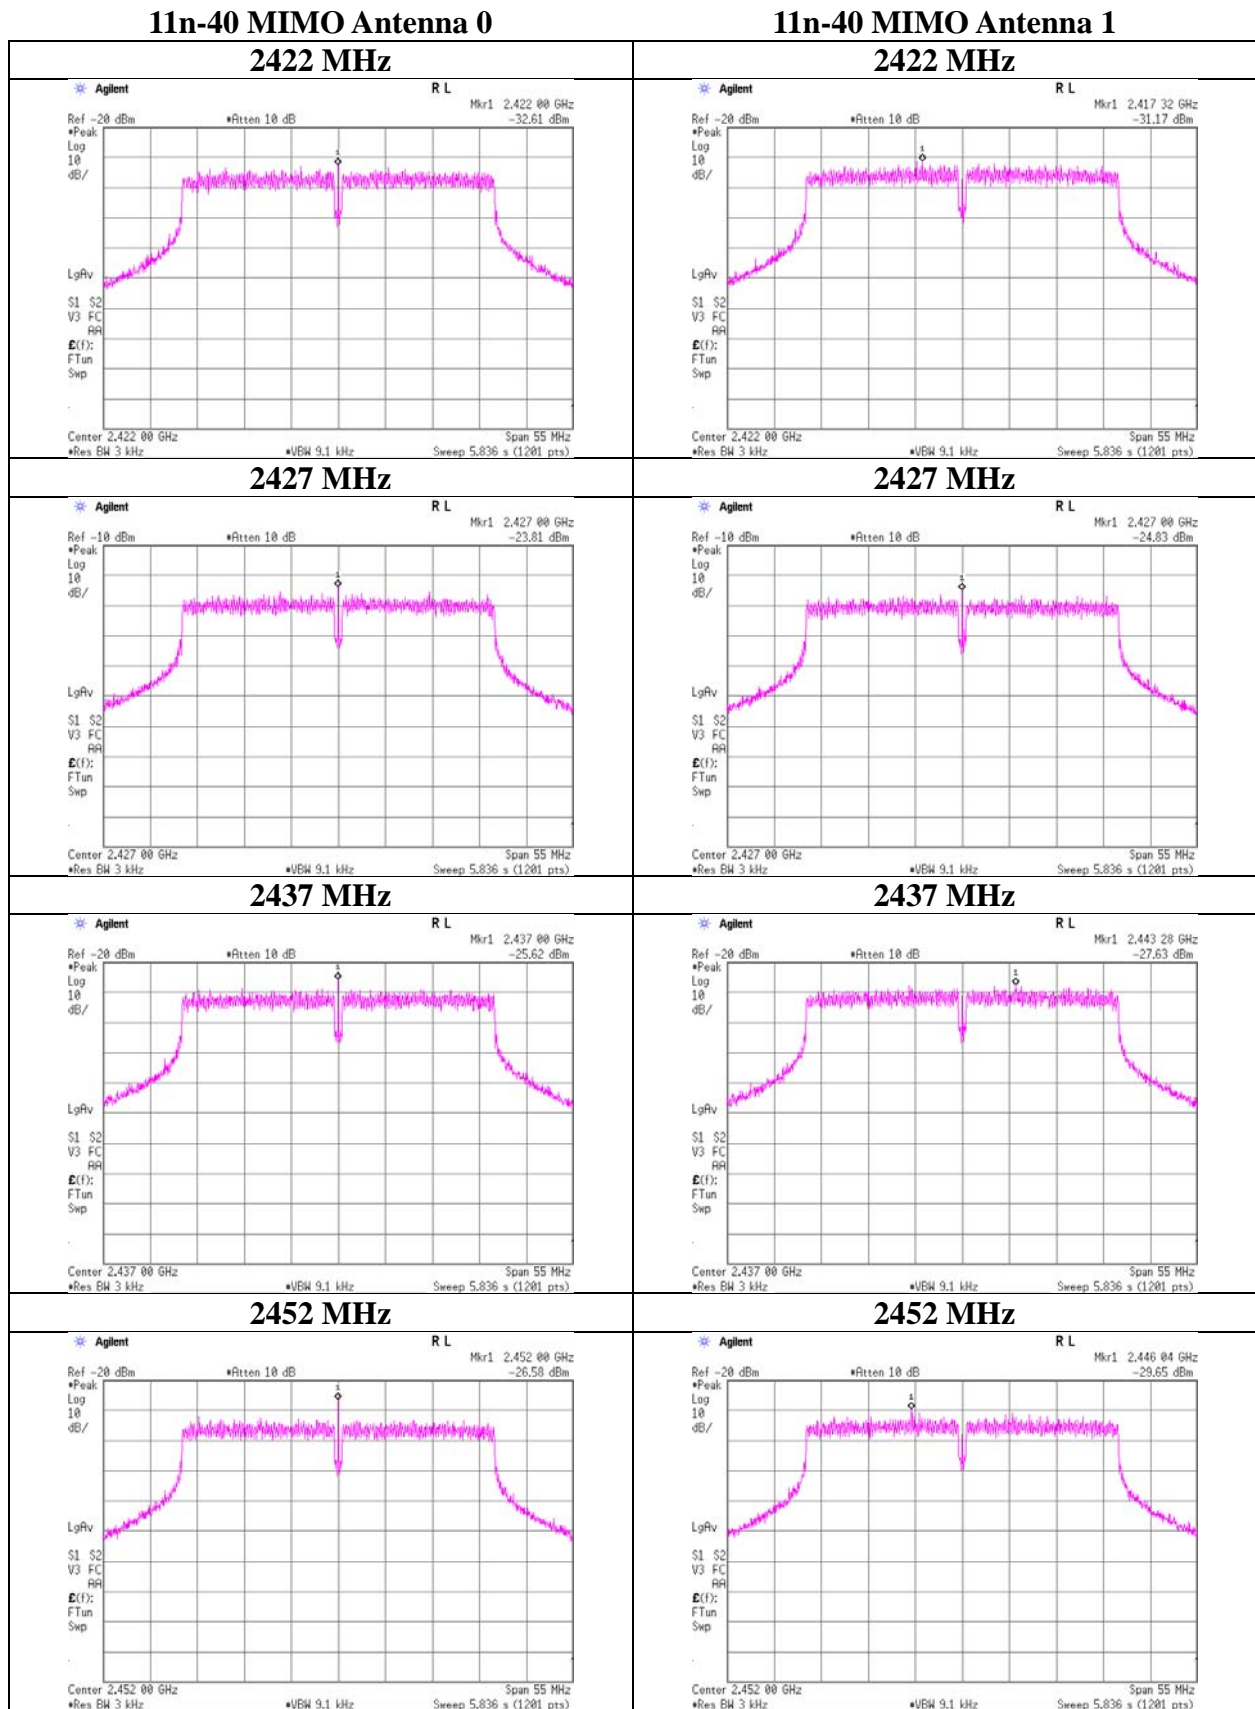 11n-40 MIMO Antenna 0
11n-40 MIMO Antenna 1
2422 MHz
2422 MHz
Agilent
R L
Mkr1 2.422 00 GHz
Ref -20 dBm
#Atten 10 dB
-32.61 dBm
#Peak
Log
10
dB/
1
LgAv
S1 S2
V3 FC
AA
£(f):
FTun
Swp
Center 2.422 00 GHz
Span 55 MHz
#Res BW 3 kHz
#VBW 9.1 kHz
Sweep 5.836 s (1201 pts)
Agilent
R L
Mkr1 2.417 32 GHz
Ref -20 dBm
#Atten 10 dB
-31.17 dBm
#Peak
Log
10
dB/
1
LgAv
S1 S2
V3 FC
AA
£(f):
FTun
Swp
Center 2.422 00 GHz
Span 55 MHz
#Res BW 3 kHz
#VBW 9.1 kHz
Sweep 5.836 s (1201 pts)
2427 MHz
2427 MHz
Agilent
R L
Mkr1 2.427 00 GHz
Ref -10 dBm
#Atten 10 dB
-23.81 dBm
#Peak
Log
10
dB/
1
LgAv
S1 S2
V3 FC
AA
£(f):
FTun
Swp
Center 2.427 00 GHz
Span 55 MHz
#Res BW 3 kHz
#VBW 9.1 kHz
Sweep 5.836 s (1201 pts)
Agilent
R L
Mkr1 2.427 00 GHz
Ref -10 dBm
#Atten 10 dB
-24.83 dBm
#Peak
Log
10
dB/
1
LgAv
S1 S2
V3 FC
AA
£(f):
FTun
Swp
Center 2.427 00 GHz
Span 55 MHz
#Res BW 3 kHz
#VBW 9.1 kHz
Sweep 5.836 s (1201 pts)
2437 MHz
2437 MHz
Agilent
R L
Mkr1 2.437 00 GHz
Ref -20 dBm
#Atten 10 dB
-25.62 dBm
#Peak
Log
10
dB/
1
LgAv
S1 S2
V3 FC
AA
£(f):
FTun
Swp
Center 2.437 00 GHz
Span 55 MHz
#Res BW 3 kHz
#VBW 9.1 kHz
Sweep 5.836 s (1201 pts)
Agilent
R L
Mkr1 2.443 28 GHz
Ref -20 dBm
#Atten 10 dB
-27.63 dBm
#Peak
Log
10
dB/
1
LgAv
S1 S2
V3 FC
AA
£(f):
FTun
Swp
Center 2.437 00 GHz
Span 55 MHz
#Res BW 3 kHz
#VBW 9.1 kHz
Sweep 5.836 s (1201 pts)
2452 MHz
2452 MHz
Agilent
R L
Mkr1 2.452 00 GHz
Ref -20 dBm
#Atten 10 dB
-26.58 dBm
#Peak
Log
10
dB/
1
LgAv
S1 S2
V3 FC
AA
£(f):
FTun
Swp
Center 2.452 00 GHz
Span 55 MHz
#Res BW 3 kHz
#VBW 9.1 kHz
Sweep 5.836 s (1201 pts)
Agilent
R L
Mkr1 2.446 04 GHz
Ref -20 dBm
#Atten 10 dB
-29.65 dBm
#Peak
Log
10
dB/
1
LgAv
S1 S2
V3 FC
AA
£(f):
FTun
Swp
Center 2.452 00 GHz
Span 55 MHz
#Res BW 3 kHz
#VBW 9.1 kHz
Sweep 5.836 s (1201 pts)